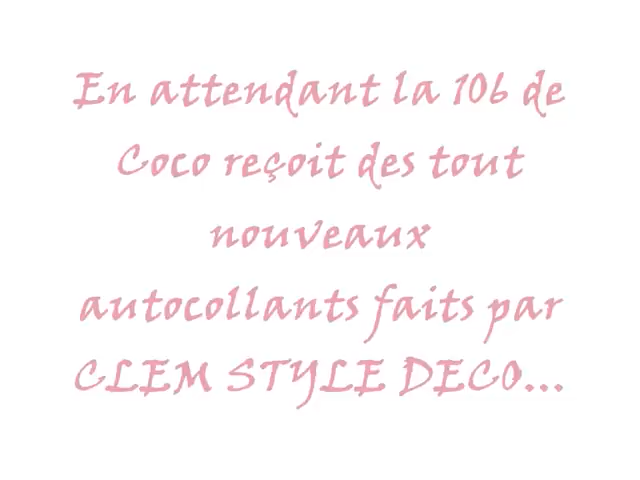 En attendant la 106 de
Coco reçoit des tout
nouveaux
autocollants faits par
CLEM STYLE DECO...